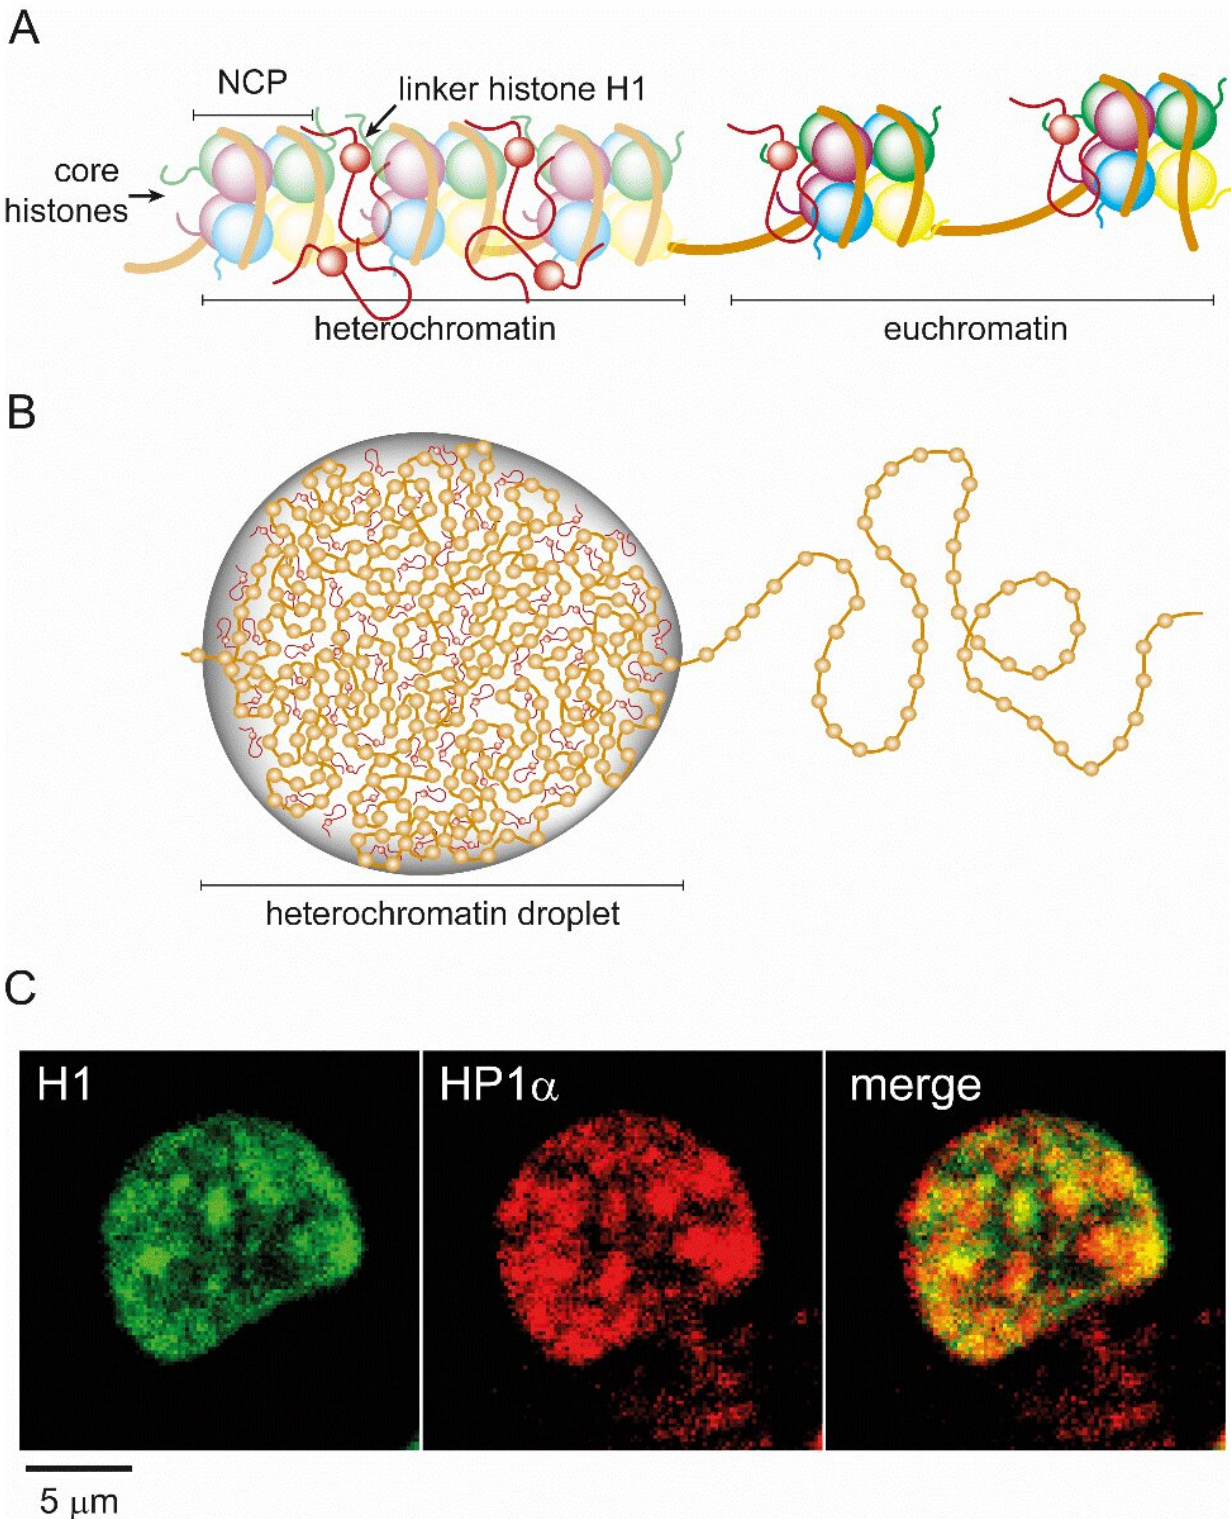 A
NCP
linker histone H1
core
histones
heterochromatin
euchromatin
B
heterochromatin droplet
C
H1
HP1α
merge
5 μm